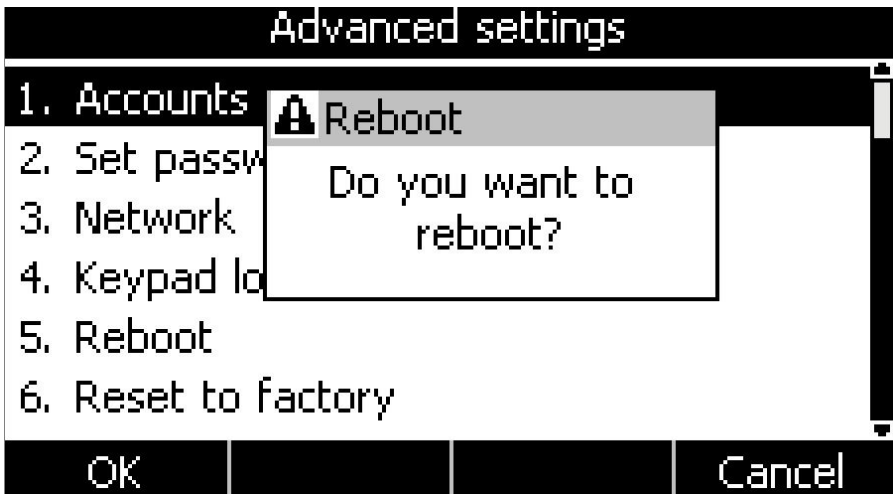 Advanced settings
1. Accounts
Reboot
2. Set passw
Do you want to
reboot?
3. Network
4. Keypad lo
5. Reboot
6. Reset to factory
OK
Cancel